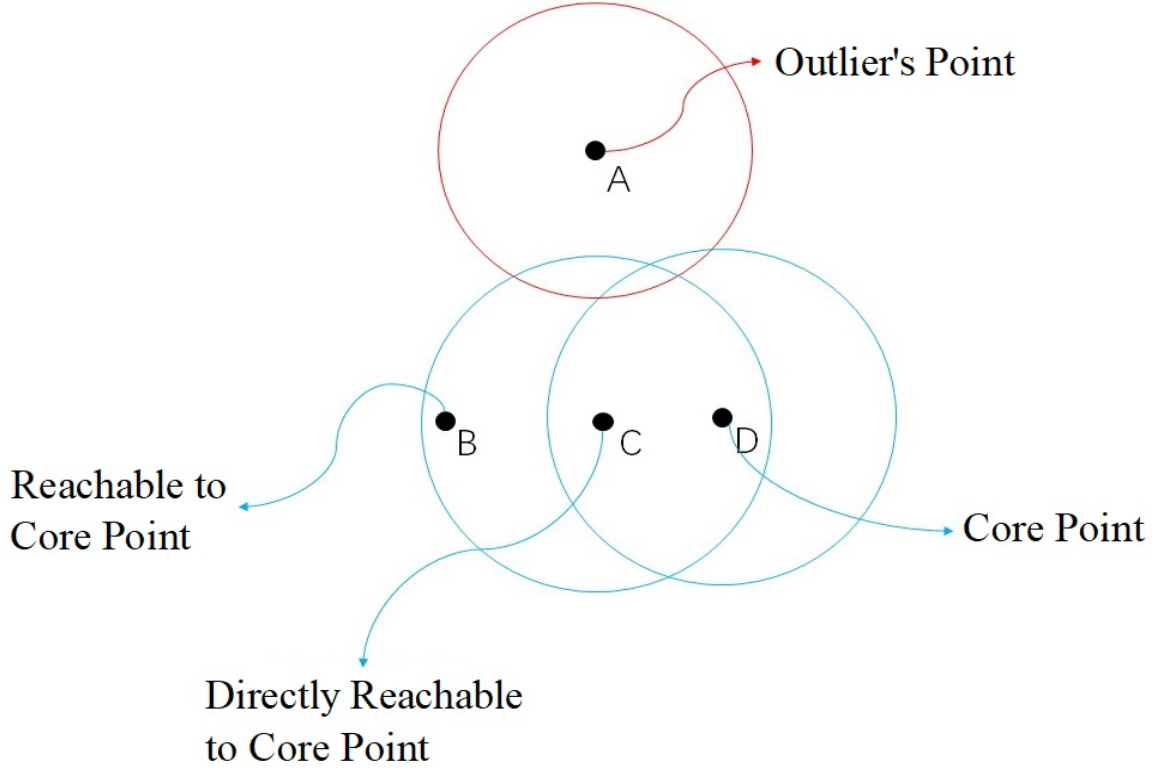 Outlier's Point
A
B
C
D
Reachable to
Core Point
Core Point
Directly Reachable
to Core Point